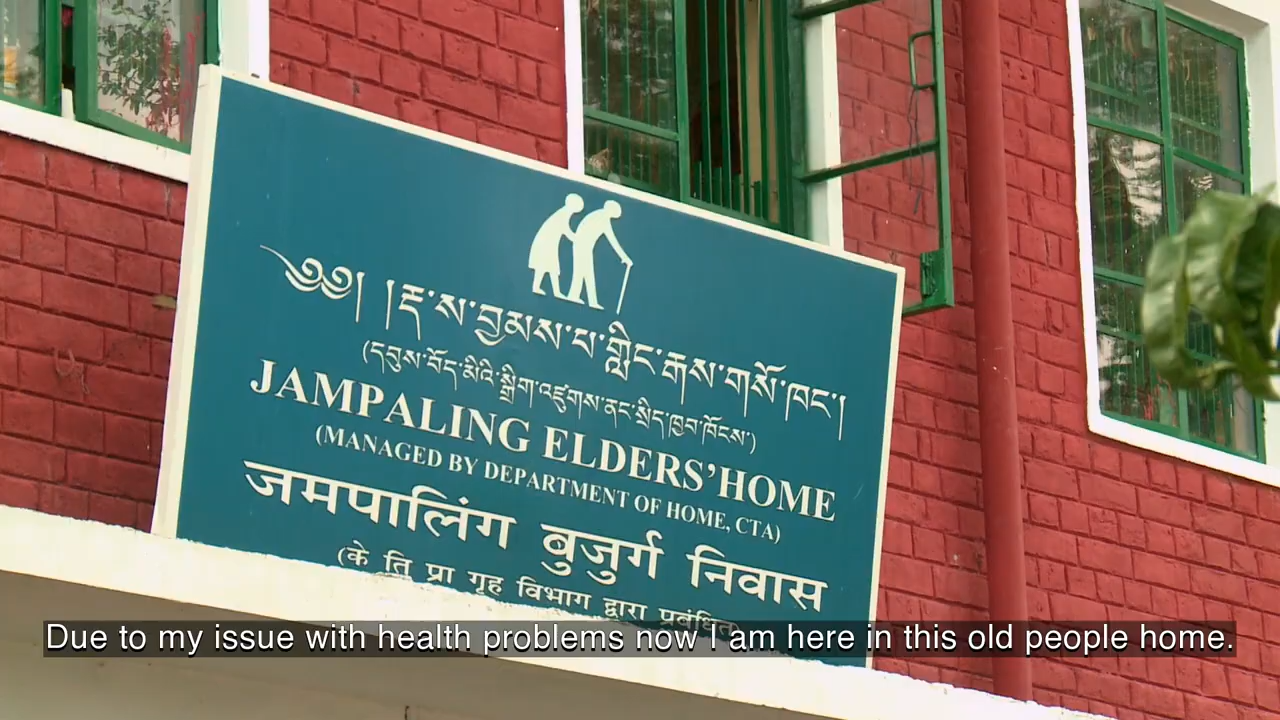 ༄༅། །རྡོ་ས་བྱམས་པ་གླིང་རྒས་གསོ་ཁང་།
(དབུས་བོད་མིའི་སྒྲིག་འཛུགས་ནང་སྲིད་ཁྱབ་ཁོངས་)
JAMPALING ELDERS'HOME
(MANAGED BY DEPARTMENT OF HOME, CTA)
जमपालिंग बुजुर्ग निवास
(के ति प्रा गृह विभाग द्वारा प्रबंधित)
Due to my issue with health problems now I am here in this old people home.